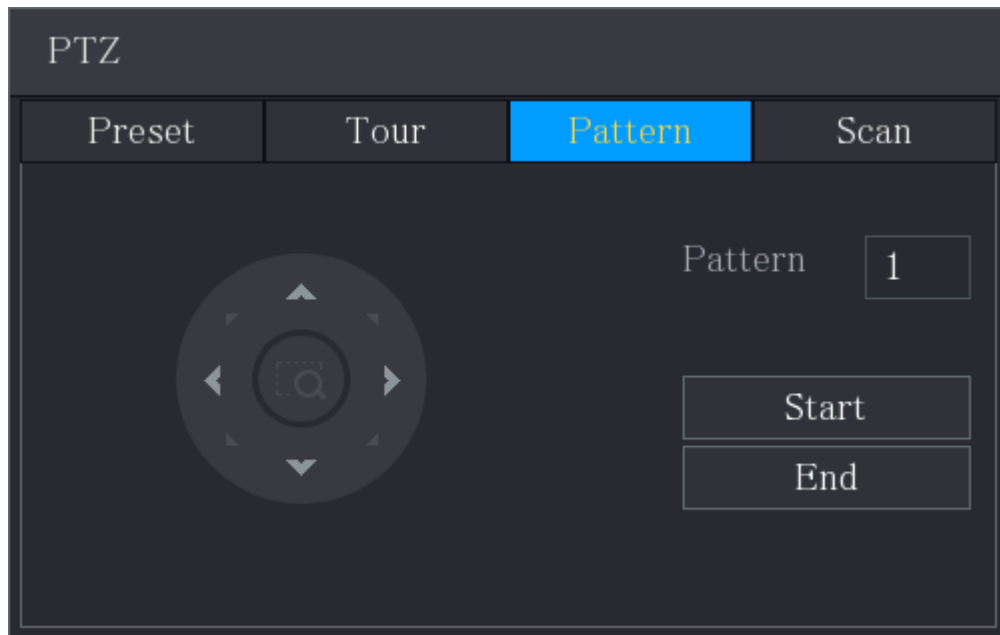 PTZ
Preset Tour Pattern Scan
Pattern 1
Start
End